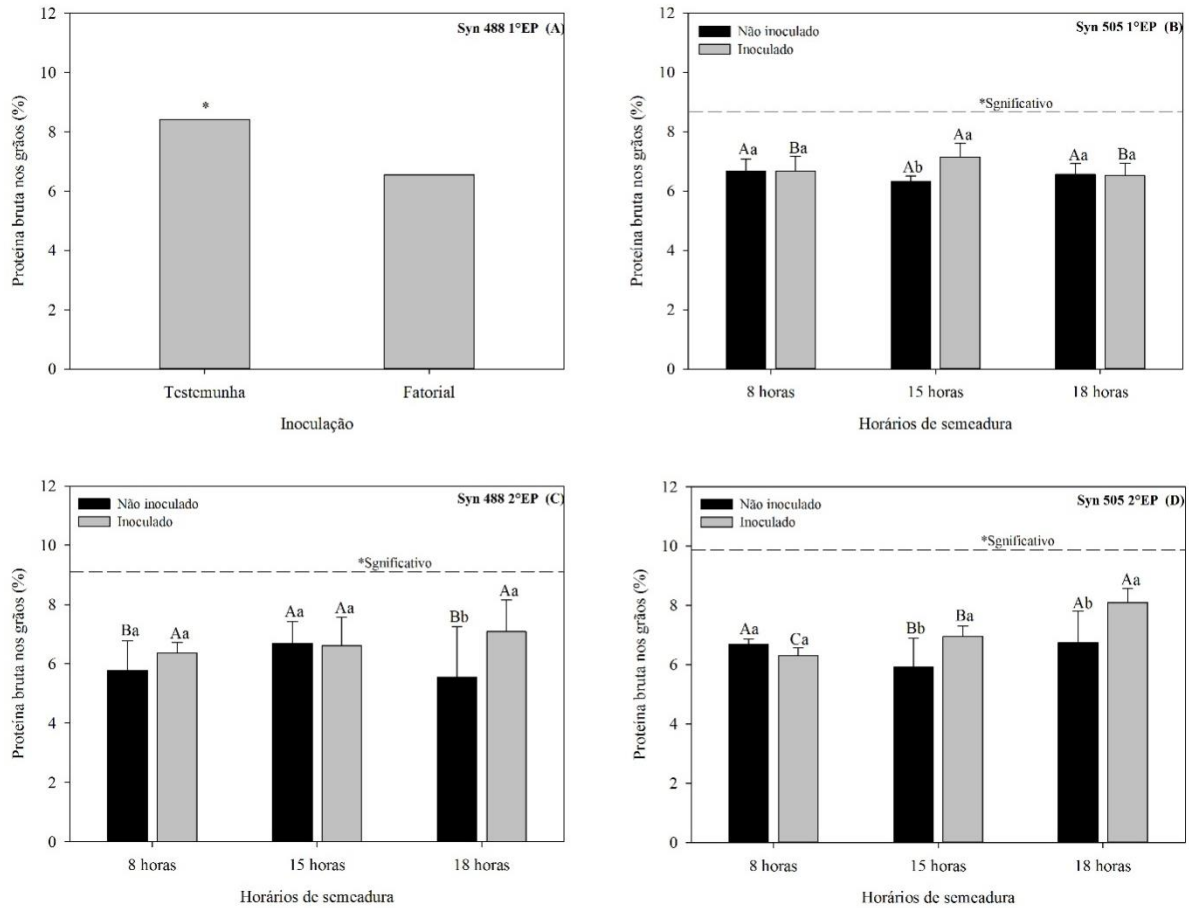 Syn 488 1°EP (A)
Proteína bruta nos grãos (%)
12
10
8
6
4
2
0
*
Testemunha
Fatorial
Inoculação
Syn 505 1°EP (B)
Não inoculado
Inoculado
*Sgnificativo
Proteína bruta nos grãos (%)
12
10
8
6
4
2
0
Aa
Ba
Ab
Aa
Aa
Ba
8 horas
15 horas
18 horas
Horários de semeadura
Syn 488 2°EP (C)
Não inoculado
Inoculado
*Sgnificativo
Proteína bruta nos grãos (%)
12
10
8
6
4
2
0
Ba
Aa
Aa
Aa
Bb
Aa
8 horas
15 horas
18 horas
Horários de semeadura
Syn 505 2°EP (D)
Não inoculado
Inoculado
*Sgnificativo
Proteína bruta nos grãos (%)
12
10
8
6
4
2
0
Aa
Ca
Bb
Ba
Ab
Aa
8 horas
15 horas
18 horas
Horários de semeadura